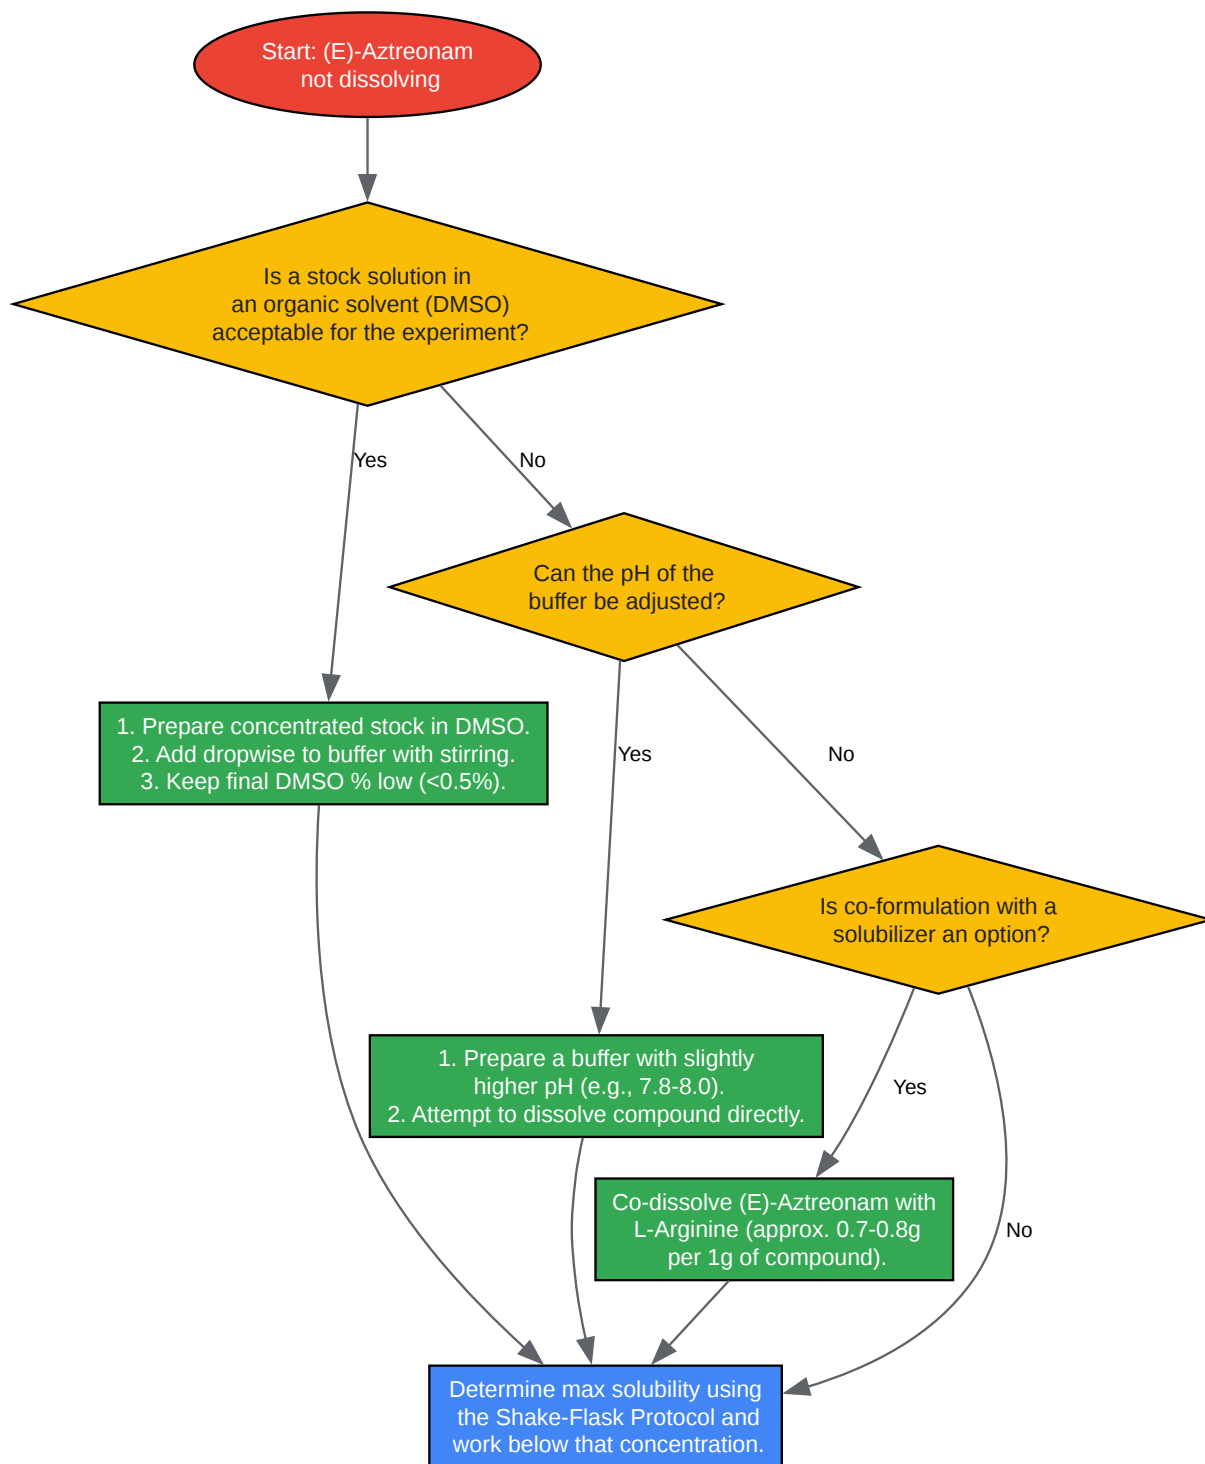 Start: (E)-Aztreonam
not dissolving
Is a stock solution in
an organic solvent (DMSO)
acceptable for the experiment?
Yes
No
Can the pH of the
buffer be adjusted?
1. Prepare concentrated stock in DMSO.
2. Add dropwise to buffer with stirring.
3. Keep final DMSO % low (<0.5%).
Yes
No
Is co-formulation with a
solubilizer an option?
1. Prepare a buffer with slightly
higher pH (e.g., 7.8-8.0).
2. Attempt to dissolve compound directly.
Yes
Co-dissolve (E)-Aztreonam with
L-Arginine (approx. 0.7-0.8g
per 1g of compound).
No
Determine max solubility using
the Shake-Flask Protocol and
work below that concentration.